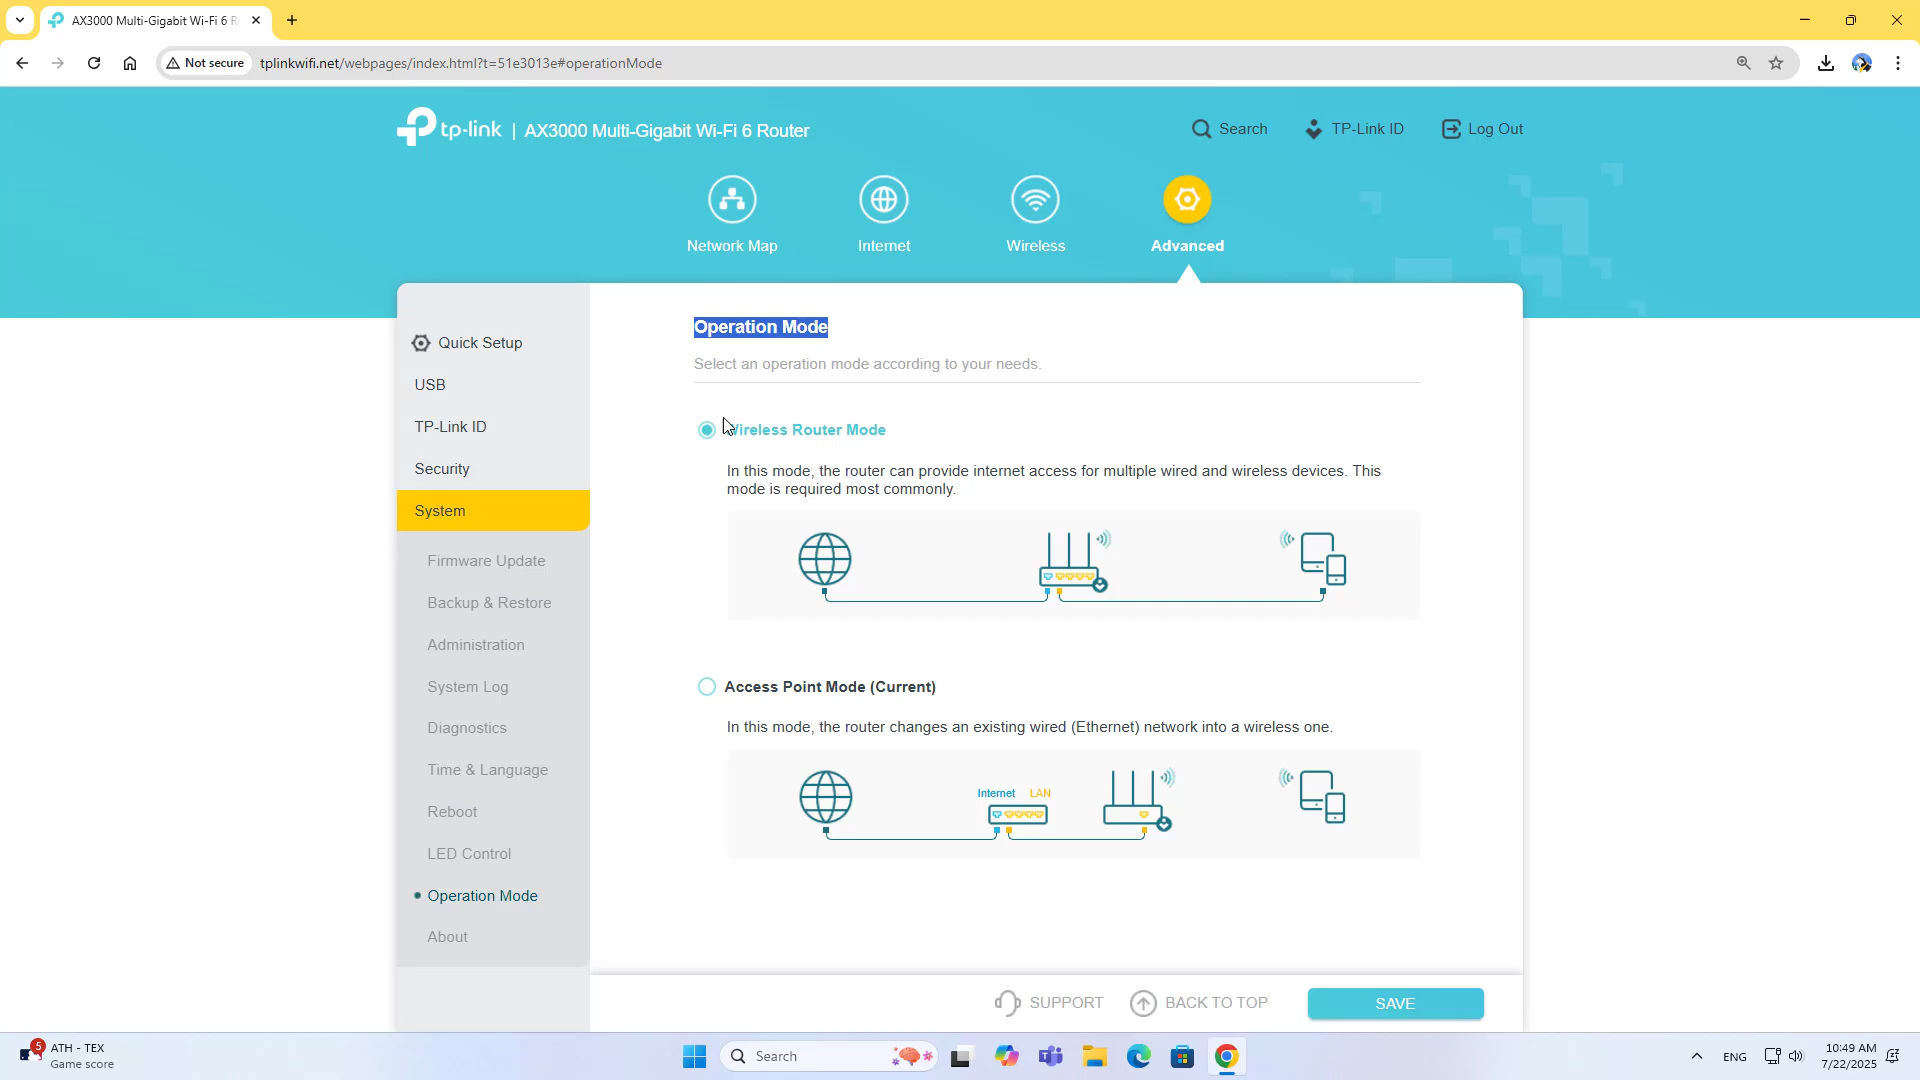 AX3000 Multi-Gigabit Wi-Fi 6 R
Not secure
tplinkwifi.net/webpages/index.html?t=51e3013e#operationMode
tp-link | AX3000 Multi-Gigabit Wi-Fi 6 Router
Search
TP-Link ID
Log Out
Network Map
Internet
Wireless
Advanced
Quick Setup
USB
TP-Link ID
Security
System
Firmware Update
Backup & Restore
Administration
System Log
Diagnostics
Time & Language
Reboot
LED Control
Operation Mode
About
Operation Mode
Select an operation mode according to your needs.
Wireless Router Mode
In this mode, the router can provide internet access for multiple wired and wireless devices. This
mode is required most commonly.
Access Point Mode (Current)
In this mode, the router changes an existing wired (Ethernet) network into a wireless one.
Internet LAN
SUPPORT
BACK TO TOP
SAVE
5
ATH - TEX
Game score
Search
ENG
10:49 AM
7/22/2025